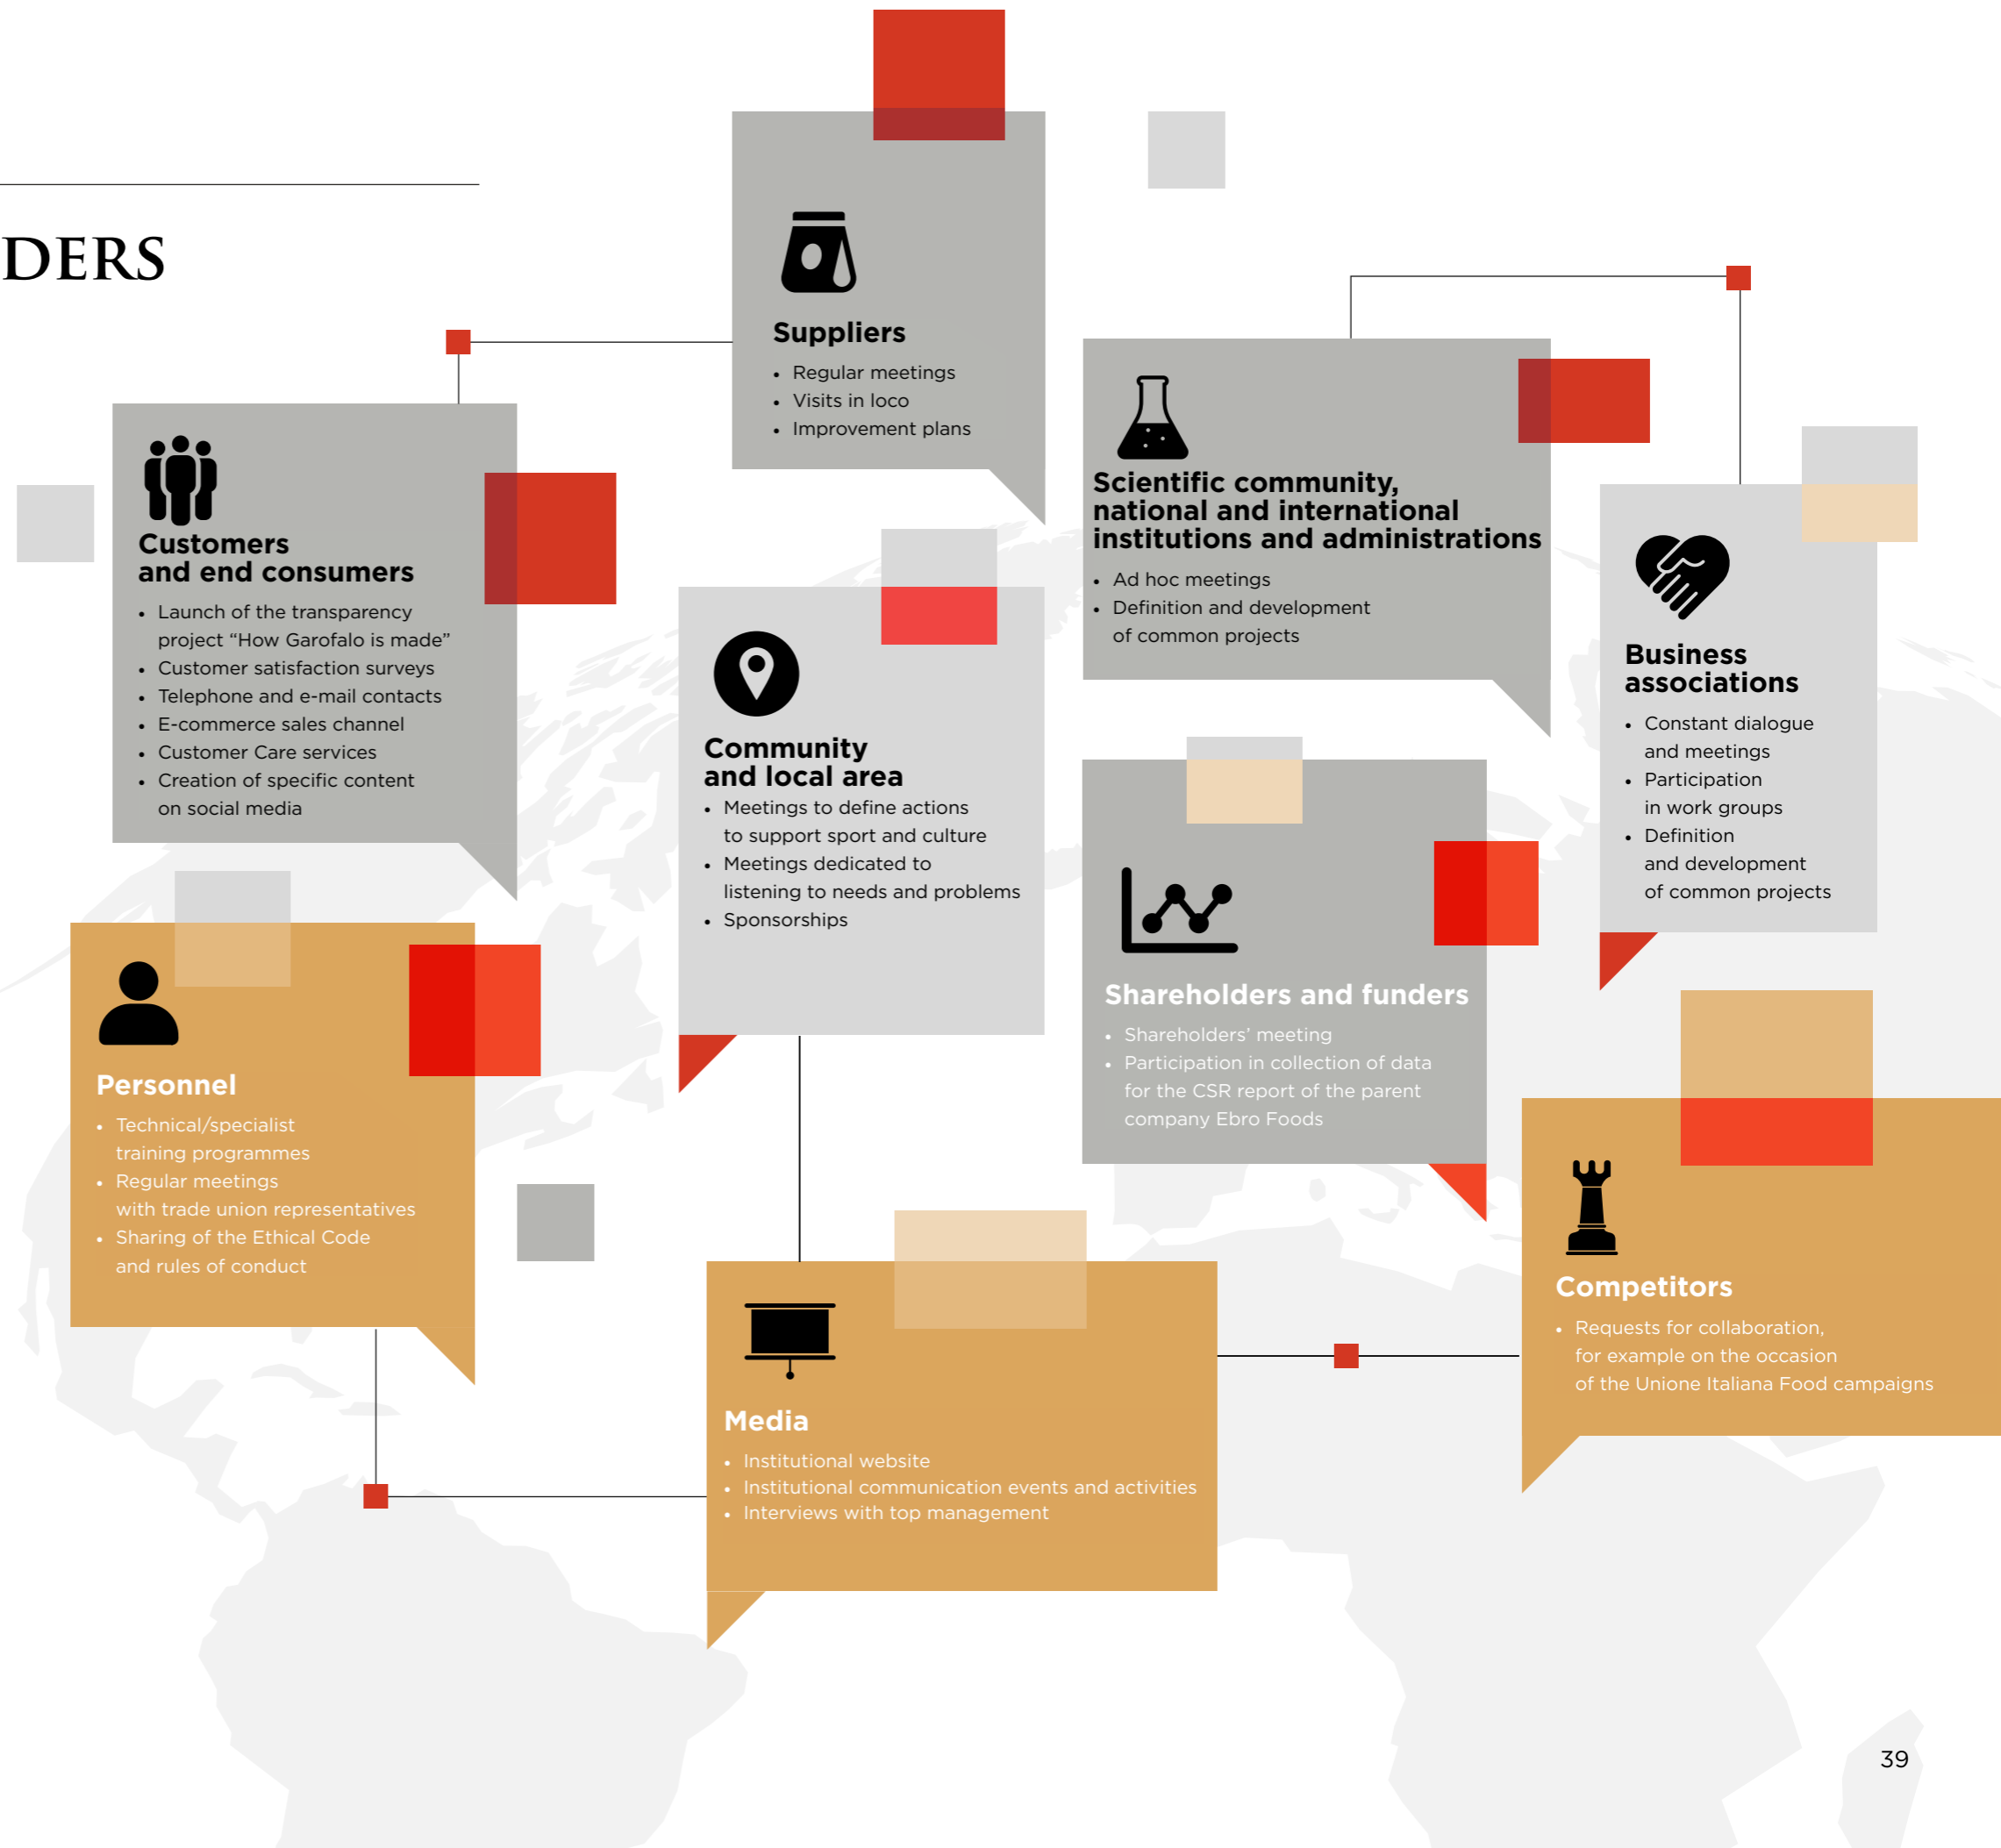 DERS
Suppliers
• Regular meetings
• Visits in loco
• Improvement plans
Customers
and end consumers
• Launch of the transparency
project “How Garofalo is made”
• Customer satisfaction surveys
• Telephone and e-mail contacts
• E-commerce sales channel
• Customer Care services
• Creation of specific content
on social media
Scientific community,
national and international
institutions and administrations
• Ad hoc meetings
• Definition and development
of common projects
Business
associations
• Constant dialogue
and meetings
• Participation
in work groups
• Definition
and development
of common projects
Community
and local area
• Meetings to define actions
to support sport and culture
• Meetings dedicated to
listening to needs and problems
• Sponsorships
Shareholders and funders
• Shareholders’ meeting
• Participation in collection of data
for the CSR report of the parent
company Ebro Foods
Personnel
• Technical/specialist
training programmes
• Regular meetings
with trade union representatives
• Sharing of the Ethical Code
and rules of conduct
Competitors
• Requests for collaboration,
for example on the occasion
of the Unione Italiana Food campaigns
Media
• Institutional website
• Institutional communication events and activities
• Interviews with top management
39